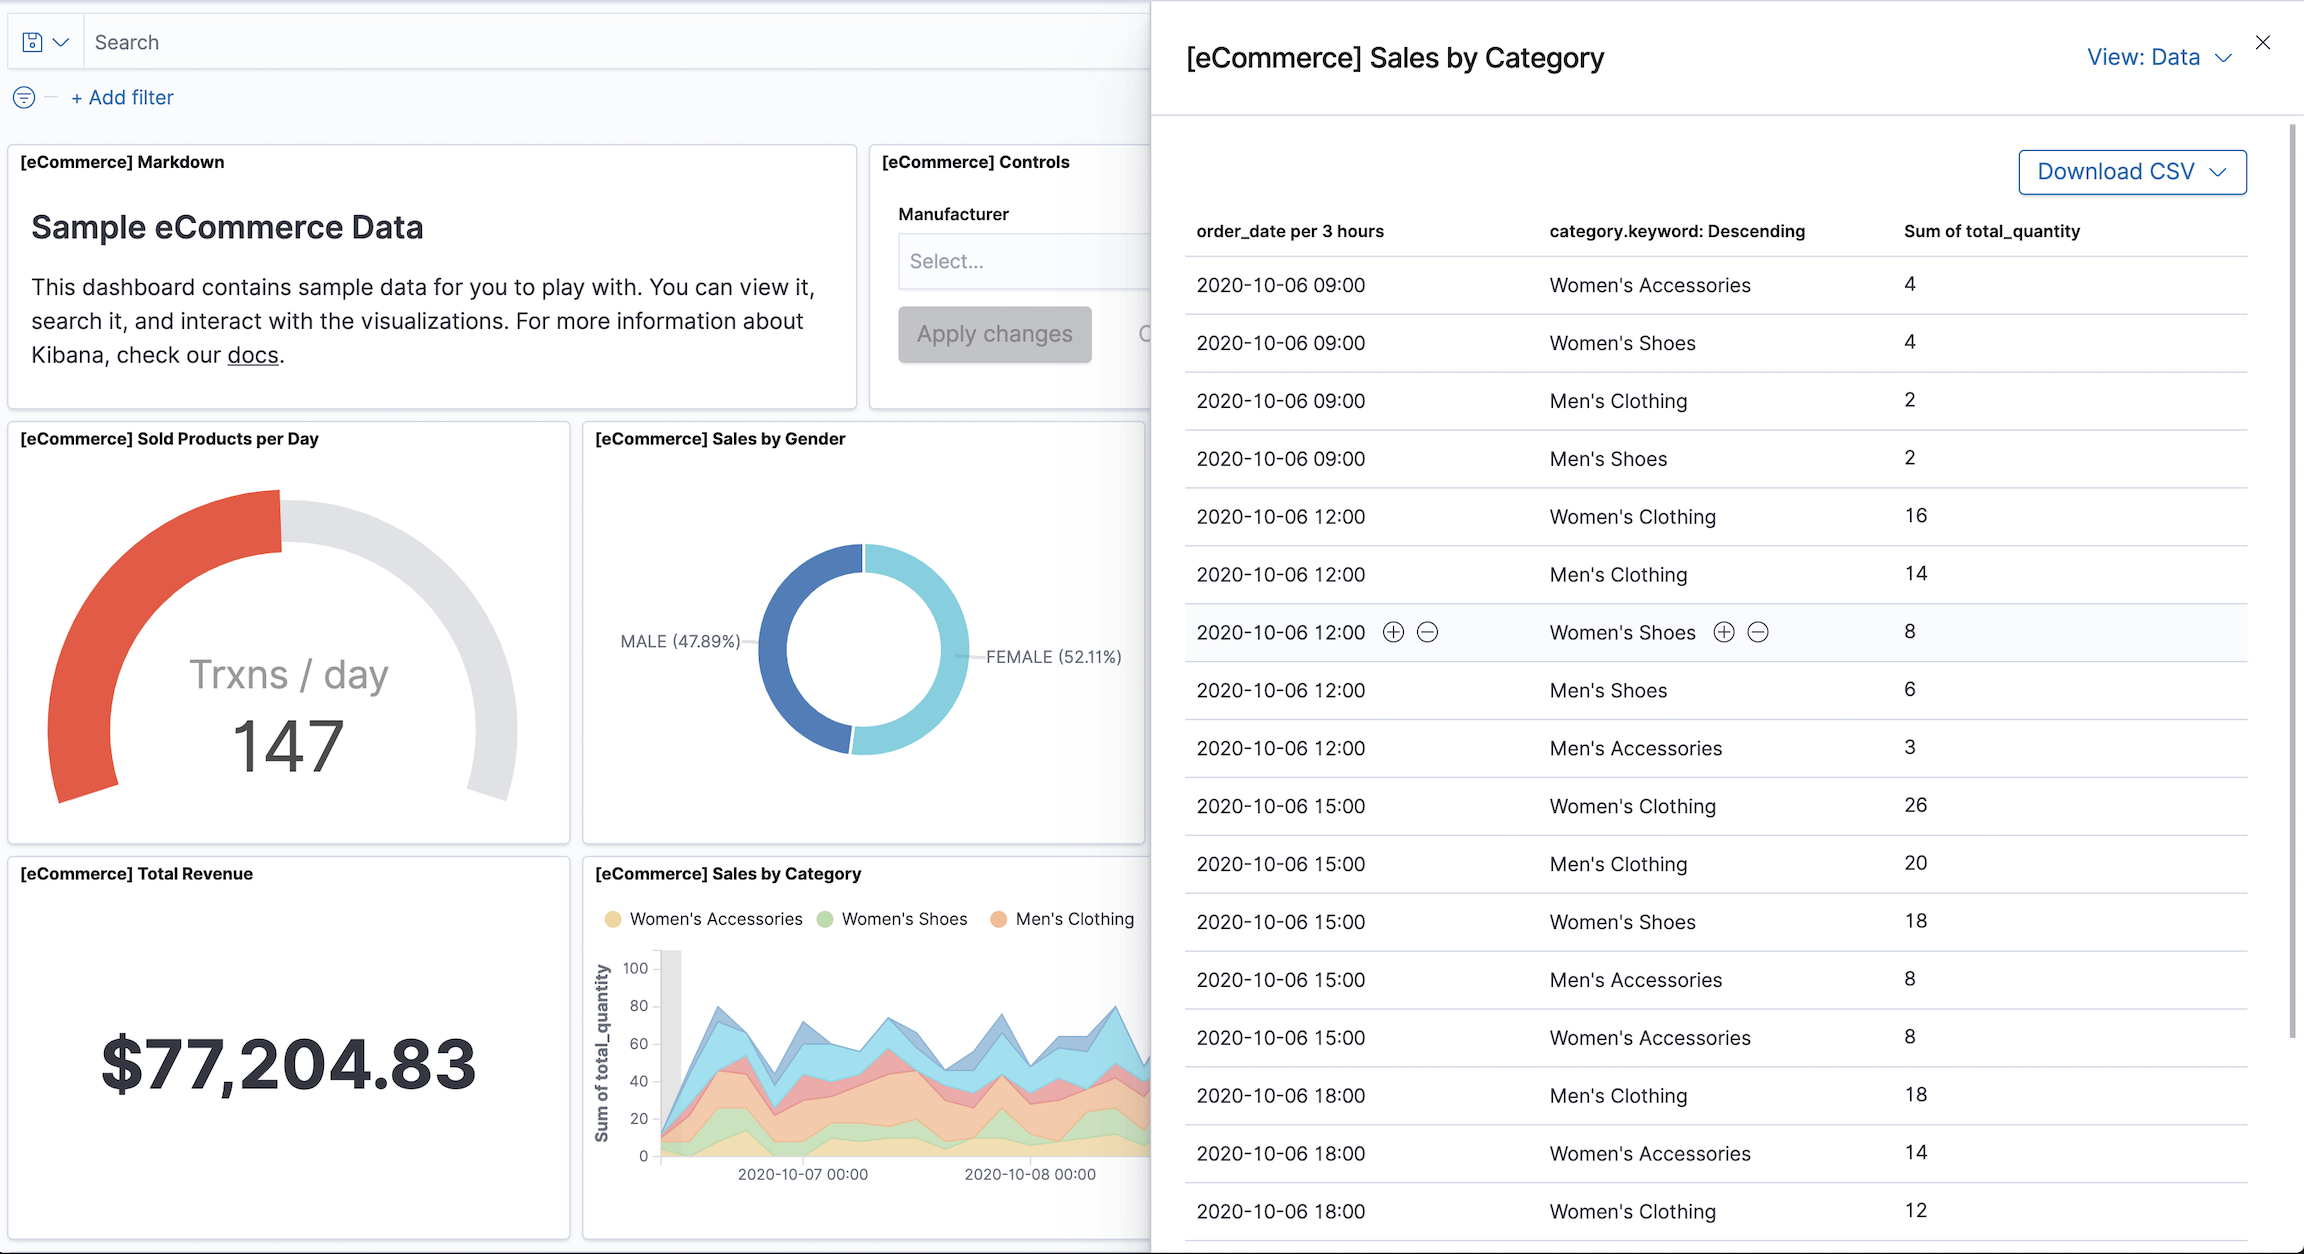 Search
+ Add filter
[eCommerce] Markdown
Sample eCommerce Data
This dashboard contains sample data for you to play with. You can view it,
search it, and interact with the visualizations. For more information about
Kibana, check our docs.
[eCommerce] Controls
Manufacturer
Select...
Apply changes
[eCommerce] Sold Products per Day
Trxns / day
147
[eCommerce] Sales by Gender
MALE (47.89%)
FEMALE (52.11%)
[eCommerce] Total Revenue
$77,204.83
[eCommerce] Sales by Category
Women's Accessories Women's Shoes Men's Clothing
Sum of total_quantity
100
80
60
40
20
0
2020-10-07 00:00 2020-10-08 00:00
[eCommerce] Sales by Category
View: Data
Download CSV
order_date per 3 hours category.keyword: Descending Sum of total_quantity
2020-10-06 09:00 Women's Accessories 4
2020-10-06 09:00 Women's Shoes 4
2020-10-06 09:00 Men's Clothing 2
2020-10-06 09:00 Men's Shoes 2
2020-10-06 12:00 Women's Clothing 16
2020-10-06 12:00 Men's Clothing 14
2020-10-06 12:00 Women's Shoes 8
2020-10-06 12:00 Men's Shoes 6
2020-10-06 12:00 Men's Accessories 3
2020-10-06 15:00 Women's Clothing 26
2020-10-06 15:00 Men's Clothing 20
2020-10-06 15:00 Women's Shoes 18
2020-10-06 15:00 Men's Accessories 8
2020-10-06 15:00 Women's Accessories 8
2020-10-06 18:00 Men's Clothing 18
2020-10-06 18:00 Women's Accessories 14
2020-10-06 18:00 Women's Clothing 12